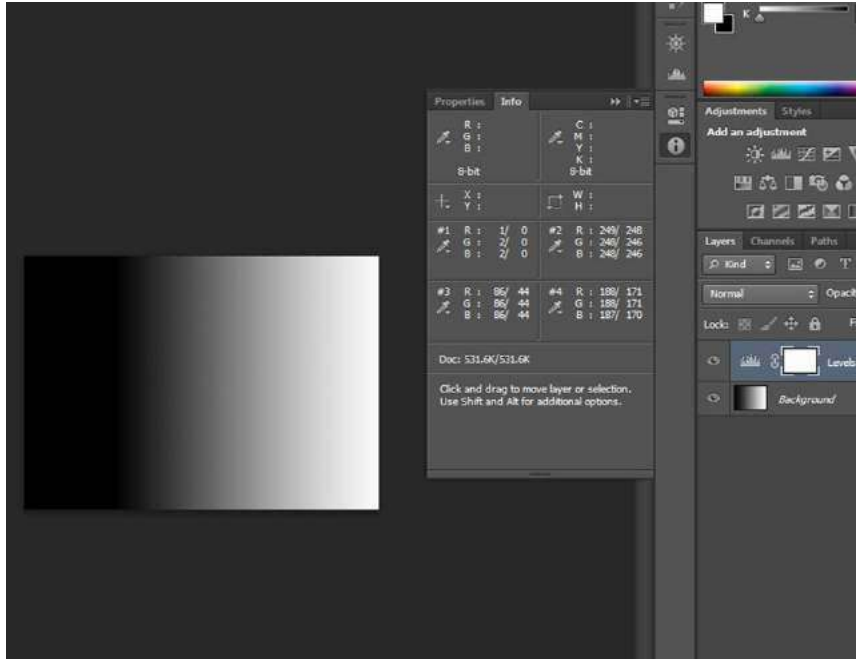 K
Properties Info
R :
G :
B :
8-bit
C :
M :
Y :
K :
8-bit
X :
Y :
W :
H :
#1 R : 1/ 0
G : 2/ 0
B : 2/ 0
#2 R : 249/ 248
G : 248/ 246
B : 248/ 246
#3 R : 86/ 44
G : 86/ 44
B : 86/ 44
#4 R : 188/ 171
G : 188/ 171
B : 187/ 170
Doc: 531.6K/531.6K
Click and drag to move layer or selection.
Use Shift and Alt for additional options.
Adjustments Styles
Add an adjustment
Layers Channels Paths
Kind T
Normal Opacit
Lock: F
Levels
Background